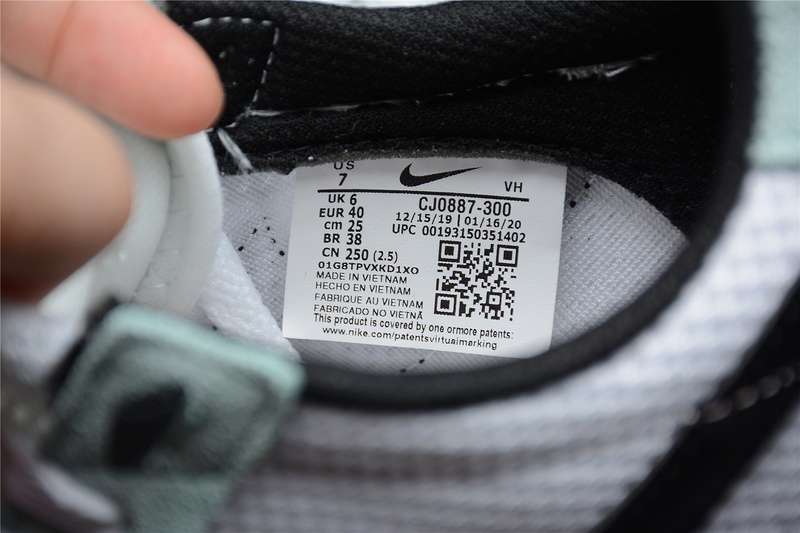 US
7
VH
UK 6
EUR 40
cm 25
BR 38
CN 250 (2.5)
CJ0887-300
12/15/19 | 01/16/20
UPC 00193150351402
01G8TPVXKD1XO
MADE IN VIETNAM
HECHO EN VIETNAM
FABRIQUE AU VIETNAM
FABRICADO NO VIETNÃ
This product is covered by one ormore patents:
www.nike.com/patentsvirtualmarking